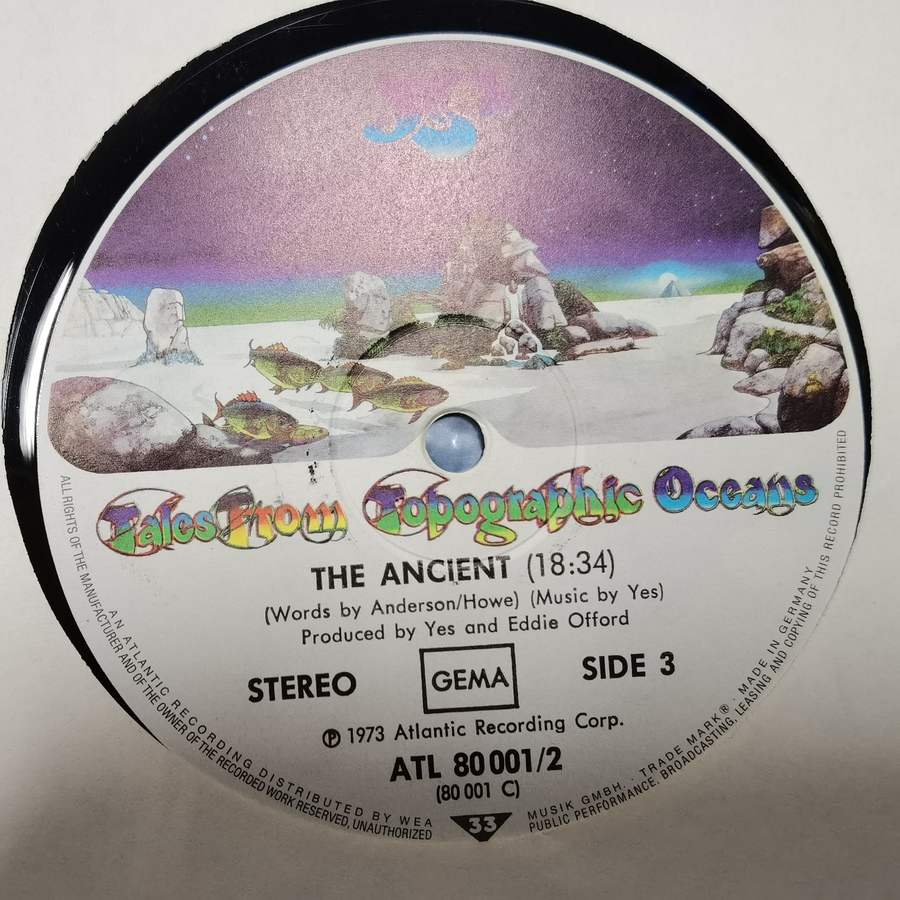 Yes
Tales From Topographic Oceans
THE ANCIENT (18:34)
(Words by Anderson/Howe) (Music by Yes)
Produced by Yes and Eddie Offord
STEREO
GEMA
SIDE 3
℗ 1973 Atlantic Recording Corp.
ATL 80 001/2
(80 001 C)
33
AN ATLANTIC RECORDING DISTRIBUTED BY WEA MUSIK GMBH. · TRADE MARK® · MADE IN GERMANY
ALL RIGHTS OF THE MANUFACTURER AND OF THE OWNER OF THE RECORDED WORK RESERVED, UNAUTHORIZED PUBLIC PERFORMANCE, BROADCASTING, LEASING AND COPYING OF THIS RECORD PROHIBITED